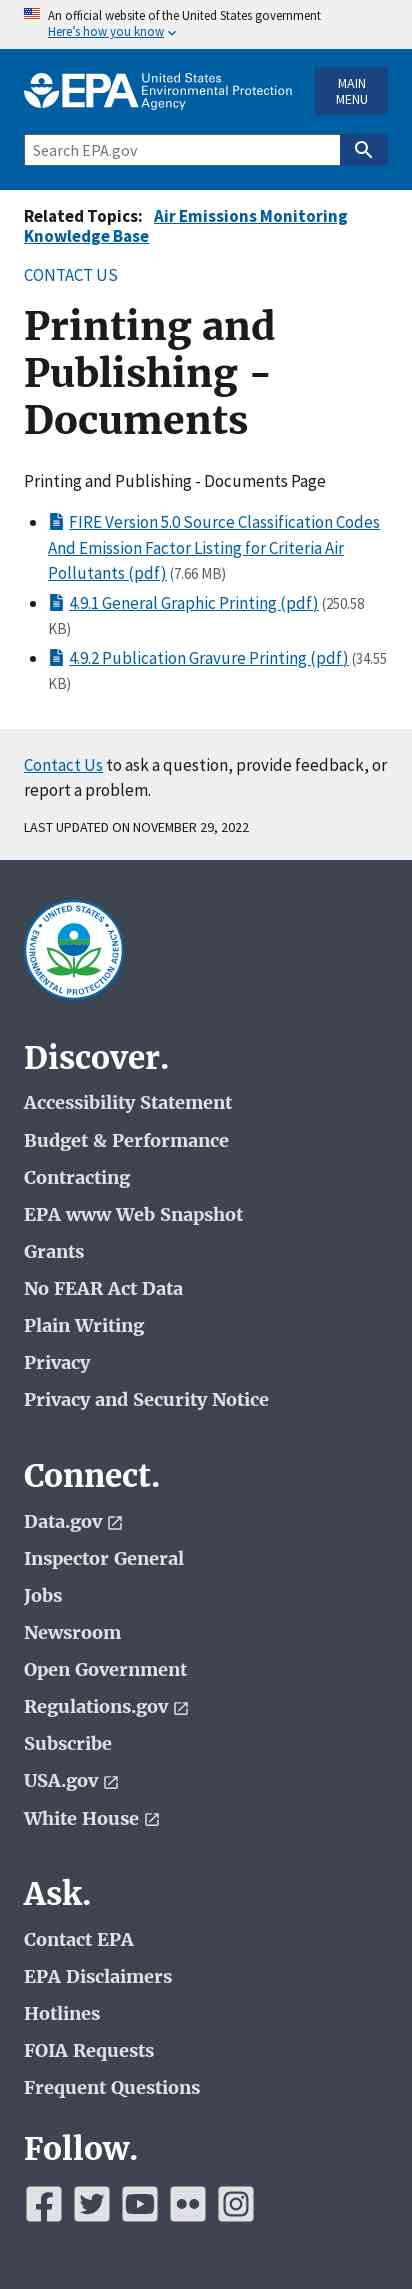 An official website of the United States government
Here's how you know
EPA United States
Environmental Protection
Agency
MAIN
MENU
Search EPA.gov
Related Topics: Air Emissions Monitoring
Knowledge Base
CONTACT US
Printing and
Publishing -
Documents
Printing and Publishing - Documents Page
FIRE Version 5.0 Source Classification Codes
And Emission Factor Listing for Criteria Air
Pollutants (pdf) (7.66 MB)
4.9.1 General Graphic Printing (pdf) (250.58
KB)
4.9.2 Publication Gravure Printing (pdf) (34.55
KB)
Contact Us to ask a question, provide feedback, or
report a problem.
LAST UPDATED ON NOVEMBER 29, 2022
UNITED STATES
ENVIRONMENTAL PROTECTION AGENCY
Discover.
Accessibility Statement
Budget & Performance
Contracting
EPA www Web Snapshot
Grants
No FEAR Act Data
Plain Writing
Privacy
Privacy and Security Notice
Connect.
Data.gov
Inspector General
Jobs
Newsroom
Open Government
Regulations.gov
Subscribe
USA.gov
White House
Ask.
Contact EPA
EPA Disclaimers
Hotlines
FOIA Requests
Frequent Questions
Follow.